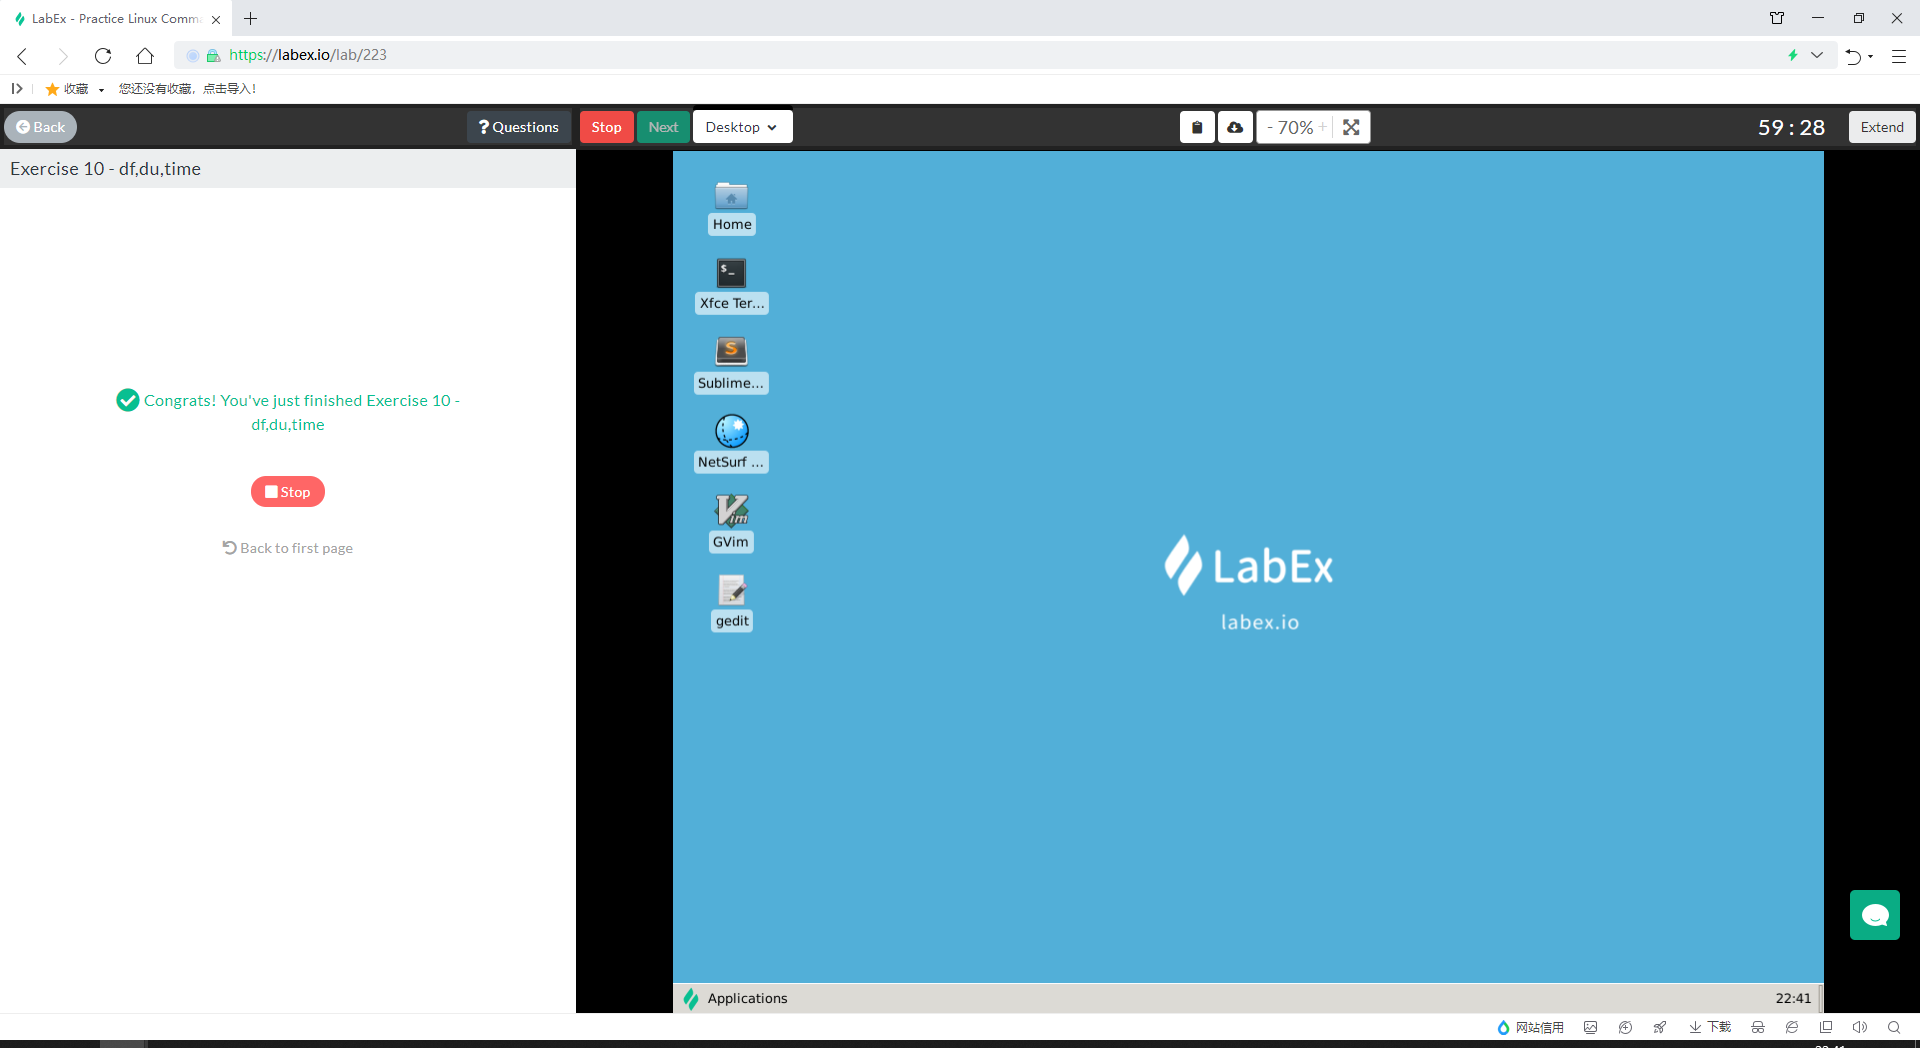 LabEx - Practice Linux Comm
https://labex.io/lab/223
收藏
您还没有收藏，点击导入！
Back
? Questions
Stop
Next
Desktop
- 70% +
59 : 28
Extend
Exercise 10 - df,du,time
Congrats! You've just finished Exercise 10 -
df,du,time
Stop
Back to first page
Home
Xfce Ter...
Sublime...
NetSurf ...
GVim
gedit
LabEx
labex.io
Applications
22:41
网站信用
下载